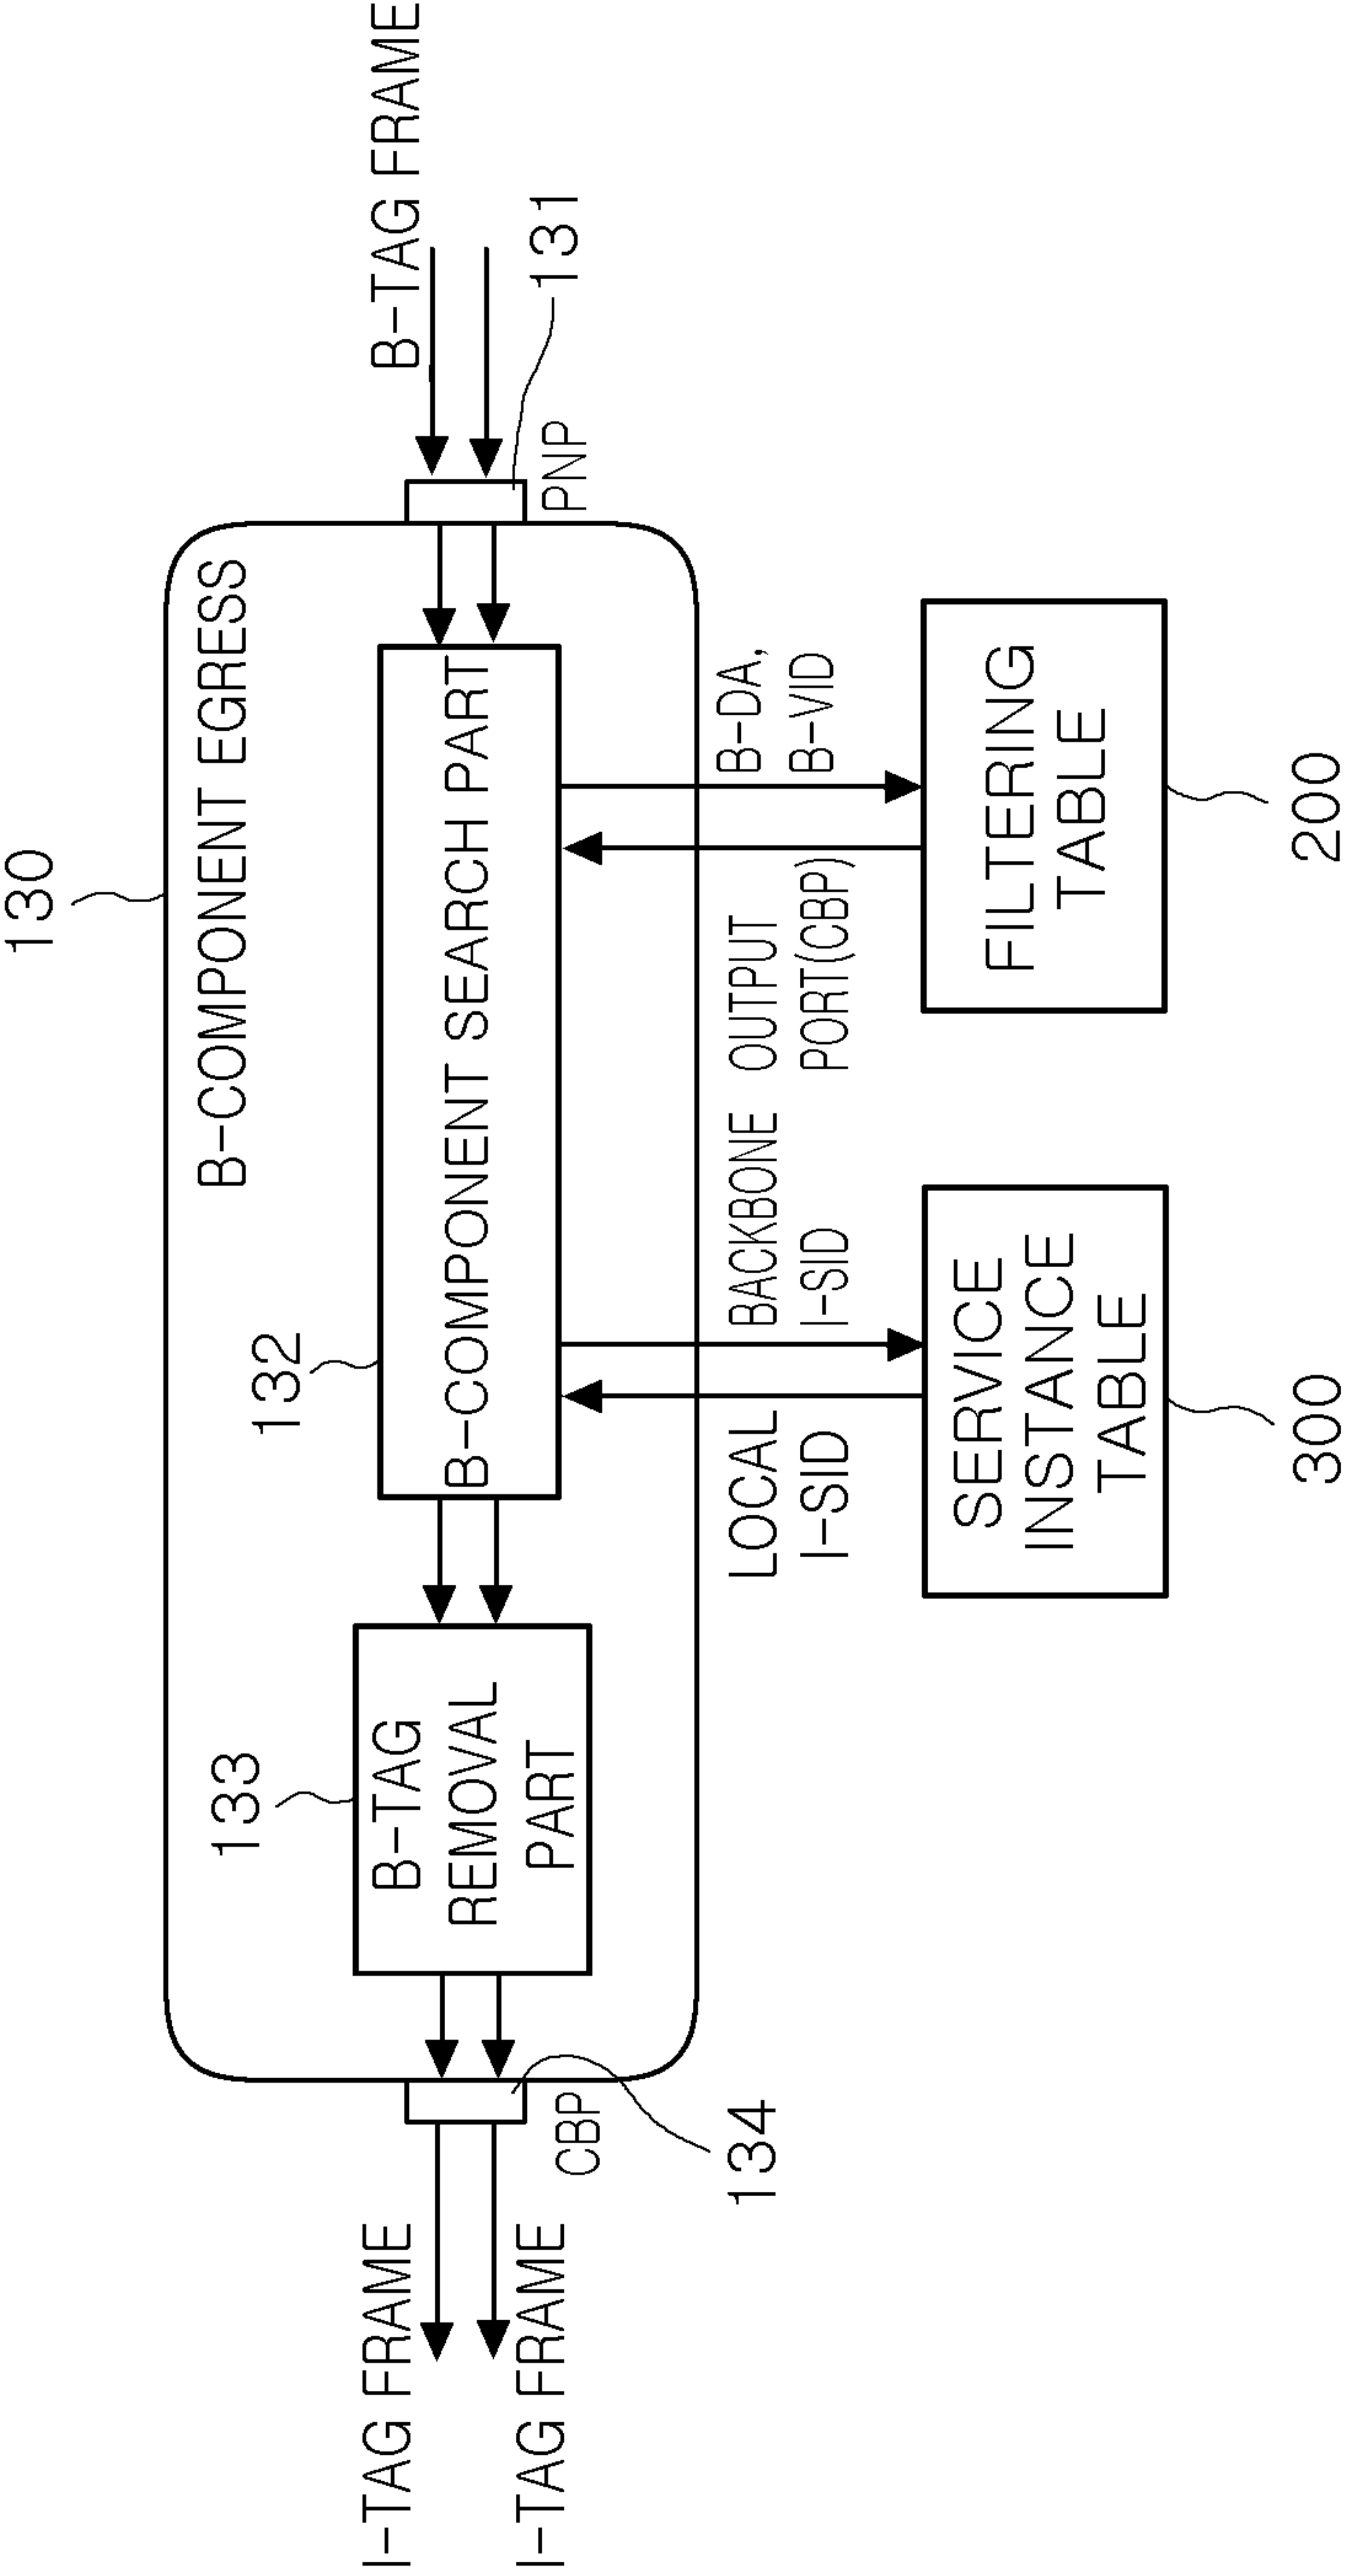 130
B-COMPONENT EGRESS
I-TAG FRAME
I-TAG FRAME
CBP
134
133
B-TAG
REMOVAL
PART
132
B-COMPONENT SEARCH PART
B-TAG FRAME
131
PNP
LOCAL
I-SID
BACKBONE
I-SID
OUTPUT
PORT(CBP)
B-DA,
B-VID
SERVICE
INSTANCE
TABLE
300
FILTERING
TABLE
200